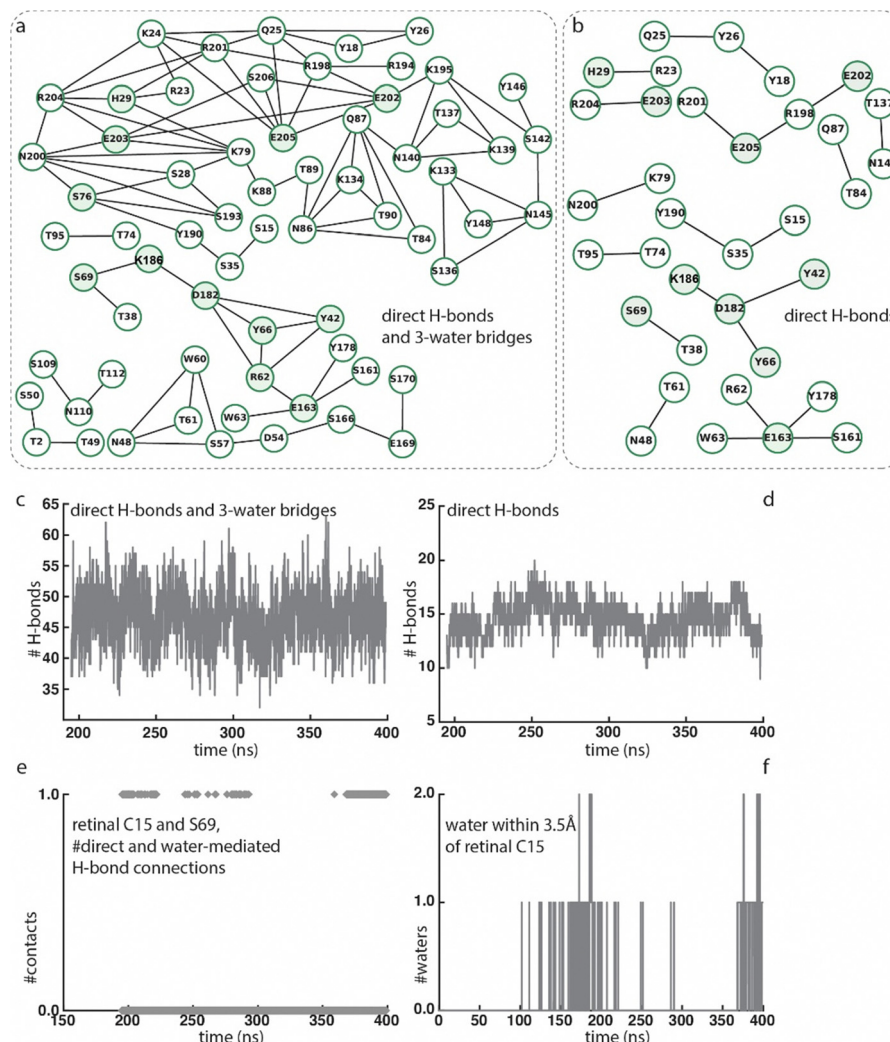 a
K24
Q25
Y26
R201
Y18
S206
R198
R194
K195
R204
H29
R23
E202
Y146
Q87
T137
E203
E205
S142
N200
K79
N140
K139
S28
T89
K134
K133
S76
K88
S193
T90
N145
Y190
S15
N86
Y148
T95
T74
T84
S35
K186
S136
S69
D182
T38
Y66
Y42
direct H-bonds
and 3-water bridges
Y178
S109
W60
T112
R62
S161
S170
S50
N110
T61
W63
E163
S166
T2
T49
N48
S57
D54
E169
b
Q25
Y26
H29
R23
Y18
E202
R204
E203
R201
R198
T137
Q87
E205
N14
K79
T84
N200
Y190
S15
T95
T74
S35
K186
Y42
S69
D182
direct H-bonds
T38
Y66
T61
R62
Y178
N48
W63
E163
S161
c
direct H-bonds and 3-water bridges
# H-bonds
65
60
55
50
45
40
35
200
250
300
350
400
time (ns)
d
direct H-bonds
# H-bonds
25
20
15
10
5
200
250
300
350
400
time (ns)
e
1.0
retinal C15 and S69,
#direct and water-mediated
H-bond connections
#contacts
0.0
150
200
250
300
350
400
time (ns)
f
2.0
water within 3.5Å
of retinal C15
1.0
#waters
0.0
0
50
100
150
200
250
300
350
400
time (ns)